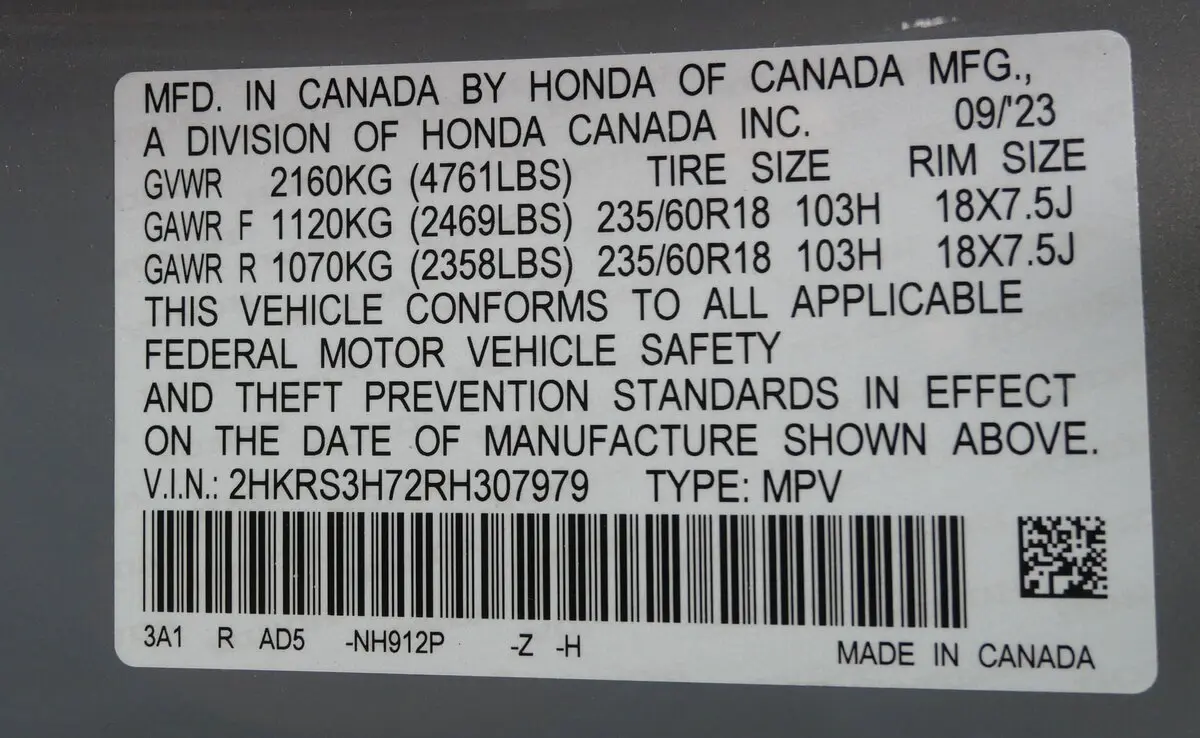 MFD. IN CANADA BY HONDA OF CANADA MFG.,
A DIVISION OF HONDA CANADA INC. 09/'23
GVWR 2160KG (4761LBS) TIRE SIZE RIM SIZE
GAWR F 1120KG (2469LBS) 235/60R18 103H 18X7.5J
GAWR R 1070KG (2358LBS) 235/60R18 103H 18X7.5J
THIS VEHICLE CONFORMS TO ALL APPLICABLE
FEDERAL MOTOR VEHICLE SAFETY
AND THEFT PREVENTION STANDARDS IN EFFECT
ON THE DATE OF MANUFACTURE SHOWN ABOVE.
V.I.N.: 2HKRS3H72RH307979 TYPE: MPV
3A1 R AD5 -NH912P -Z -H MADE IN CANADA